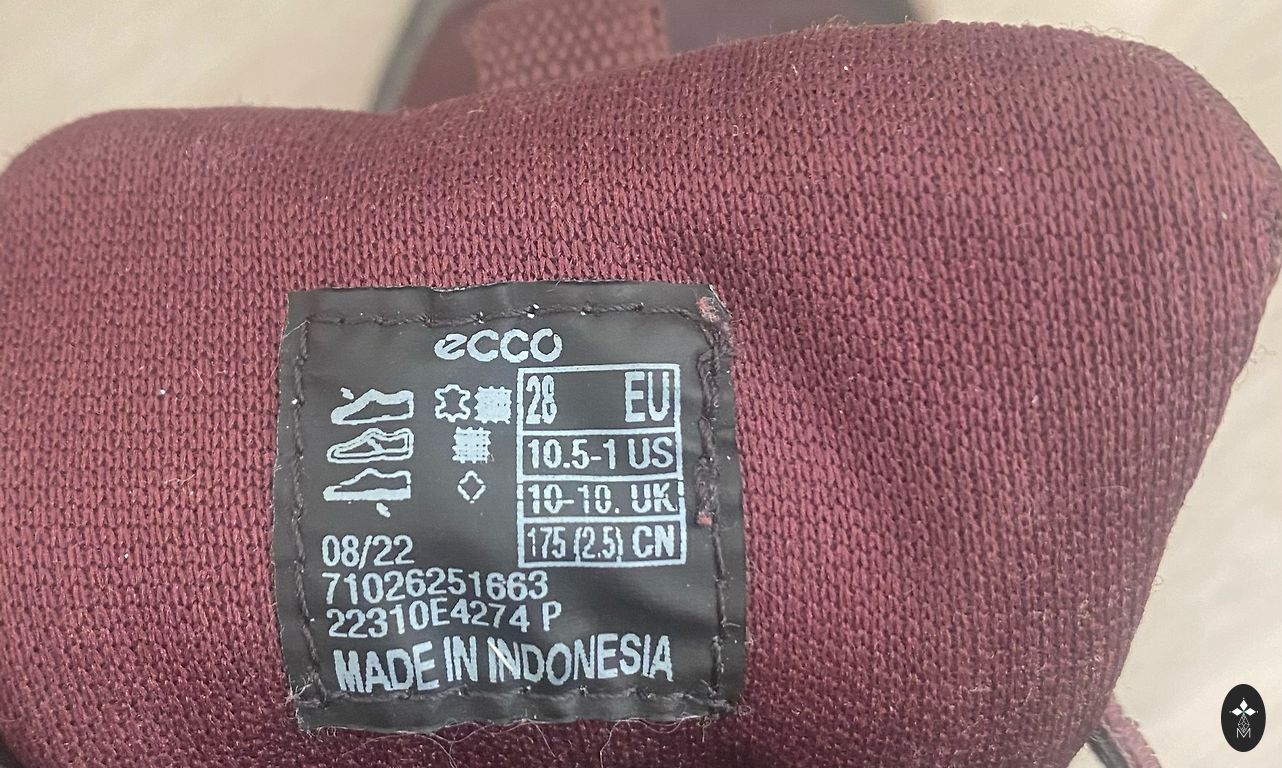 ecco
28 EU
10.5-1 US
10-10. UK
175 (2.5) CN
08/22
71026251663
22310E4274 P
MADE IN INDONESIA
M